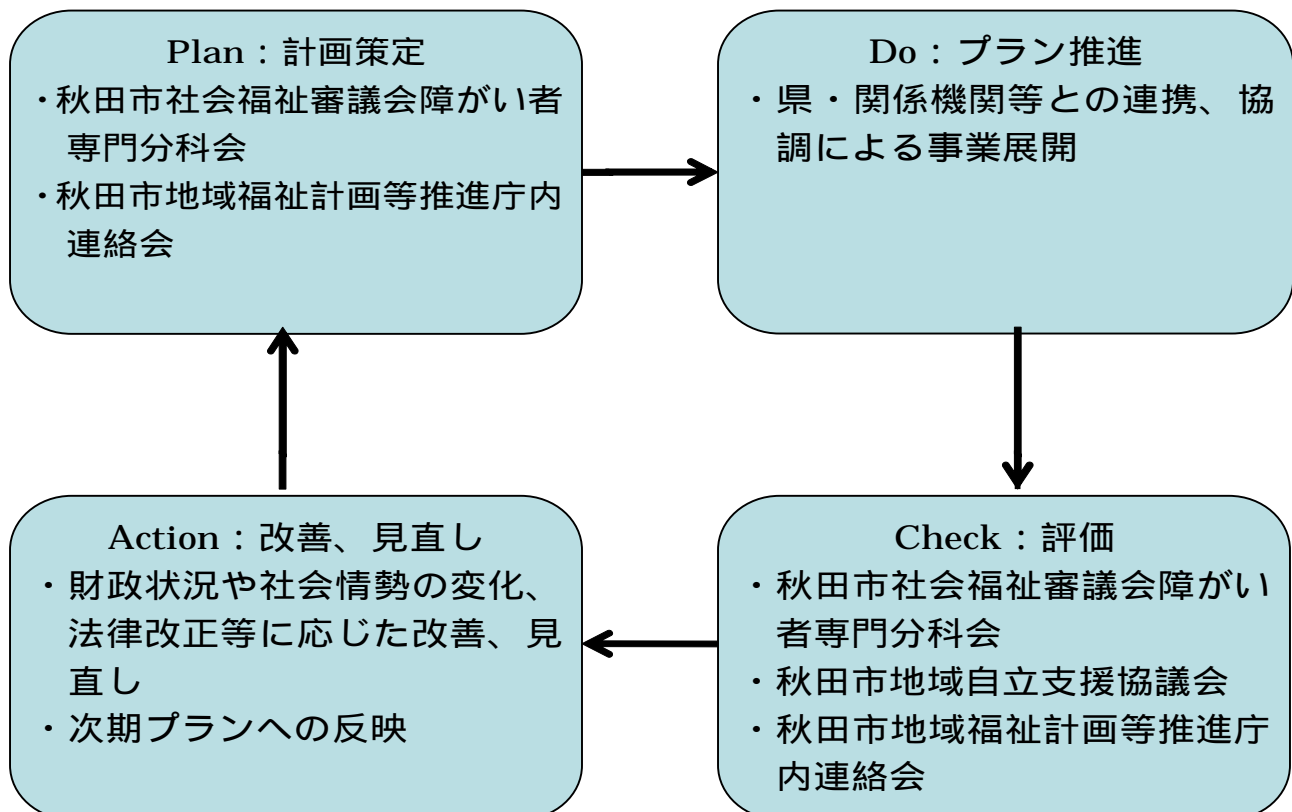 Plan：計画策定
・秋田市社会福祉審議会障がい者
専門分科会
・秋田市地域福祉計画等推進庁内
連絡会
Do：プラン推進
・県・関係機関等との連携、協
調による事業展開
Action：改善、見直し
・財政状況や社会情勢の変化、
法律改正等に応じた改善、見
直し
・次期プランへの反映
Check：評価
・秋田市社会福祉審議会障がい
者専門分科会
・秋田市地域自立支援協議会
・秋田市地域福祉計画等推進庁
内連絡会